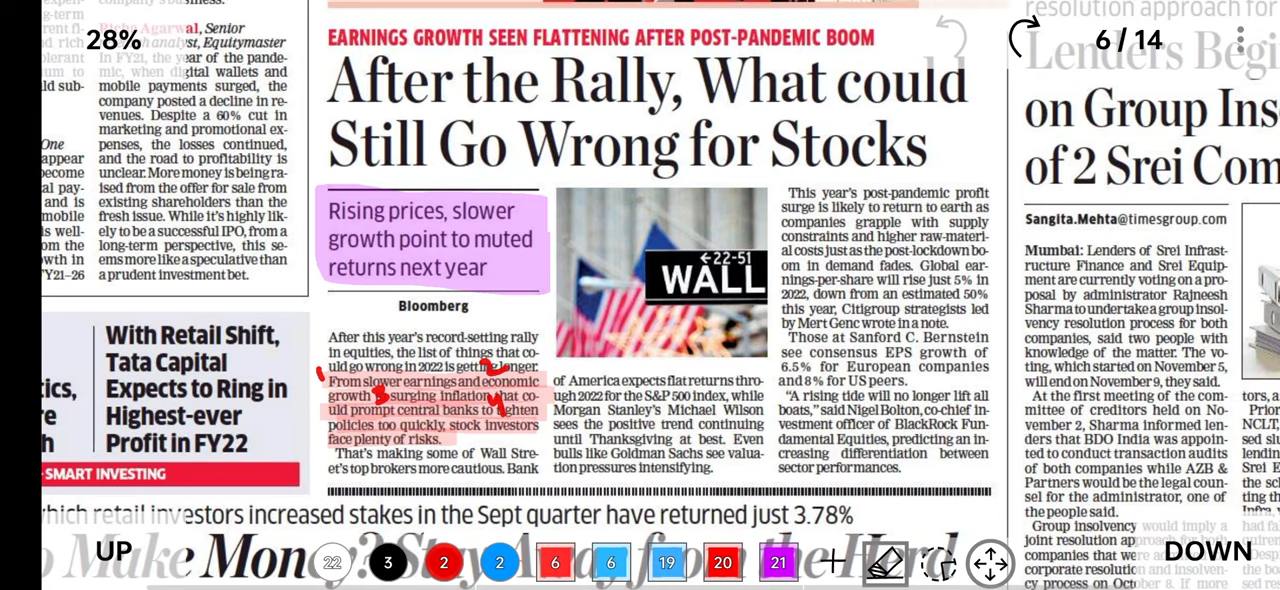 28%
6 / 14
company's business.
al, Senior
analyst, Equitymaster
In FY21, the year of the pande-
mic, when digital wallets and
mobile payments surged, the
company posted a decline in re-
venues. Despite a 60% cut in
marketing and promotional ex-
penses, the losses continued,
and the road to profitability is
unclear. More money is being ra-
ised from the offer for sale from
existing shareholders than the
fresh issue. While it's highly lik-
ely to be a successful IPO, from a
long-term perspective, this se-
ems more like a speculative than
a prudent investment bet.
With Retail Shift,
Tata Capital
Expects to Ring in
Highest-ever
Profit in FY22
SMART INVESTING
EARNINGS GROWTH SEEN FLATTENING AFTER POST-PANDEMIC BOOM
After the Rally, What could
Still Go Wrong for Stocks
Rising prices, slower
growth point to muted
returns next year
Bloomberg
After this year's record-setting rally
in equities, the list of things that co-
uld go wrong in 2022 is getting longer.
From slower earnings and economic
growth surging inflation that co-
uld prompt central banks to tighten
policies too quickly, stock investors
face plenty of risks.
That's making some of Wall Stre-
et's top brokers more cautious. Bank
←22-51
WALL
of America expects flat returns thro-
ugh 2022 for the S&P 500 index, while
Morgan Stanley's Michael Wilson
sees the positive trend continuing
until Thanksgiving at best. Even
bulls like Goldman Sachs see valua-
tion pressures intensifying.
This year's post-pandemic profit
surge is likely to return to earth as
companies grapple with supply
constraints and higher raw-materi-
al costs just as the post-lockdown bo-
om in demand fades. Global ear-
nings-per-share will rise just 5% in
2022, down from an estimated 50%
this year, Citigroup strategists led
by Mert Genc wrote in a note.
Those at Sanford C. Bernstein
see consensus EPS growth of
6.5% for European companies
and 8% for US peers.
"A rising tide will no longer lift all
boats," said Nigel Bolton, co-chief in-
vestment officer of BlackRock Fun-
damental Equities, predicting an in-
creasing differentiation between
sector performances.
resolution approach for
Lenders Begi
on Group Ins
of 2 Srei Com
Sangita.Mehta@timesgroup.com
Mumbai: Lenders of Srei Infrast-
ructure Finance and Srei Equip-
ment are currently voting on a pro-
posal by administrator Rajneesh
Sharma to undertake a group insol-
vency resolution process for both
companies, said two people with
knowledge of the matter. The vo-
ting, which started on November 5,
will end on November 9, they said.
At the first meeting of the com-
mittee of creditors held on No-
vember 2, Sharma informed len-
ders that BDO India was appoin-
ted to conduct transaction audits
of both companies while AZB &
Partners would be the legal coun-
sel for the administrator, one of
the people said.
Group insolvency would imply a
joint resolution approach for both
companies that were
corporate resolution and insolven-
cy process on October 8. If more
which retail investors increased stakes in the Sept quarter have returned just 3.78%
o Make Money? Stay Away from the Herd
UP
22 3 2 2 6 6 19 20 21
DOWN